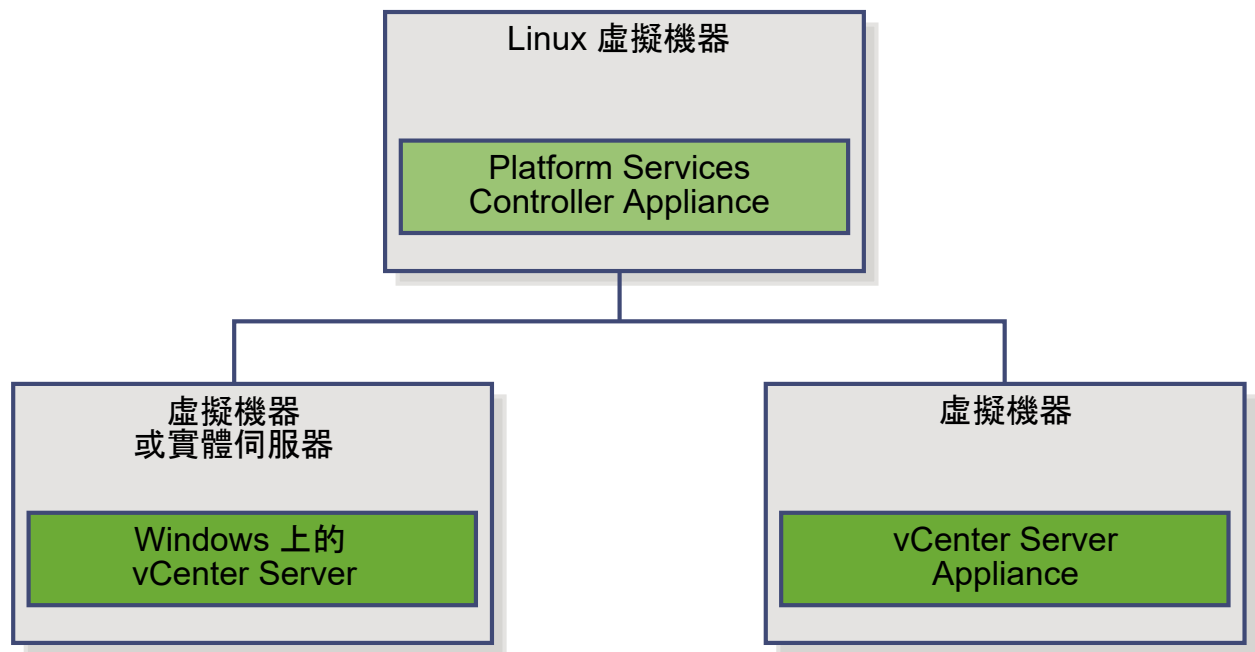 Linux 虛擬機器
Platform Services
Controller Appliance
虛擬機器
或實體伺服器
Windows 上的
vCenter Server
虛擬機器
vCenter Server
Appliance